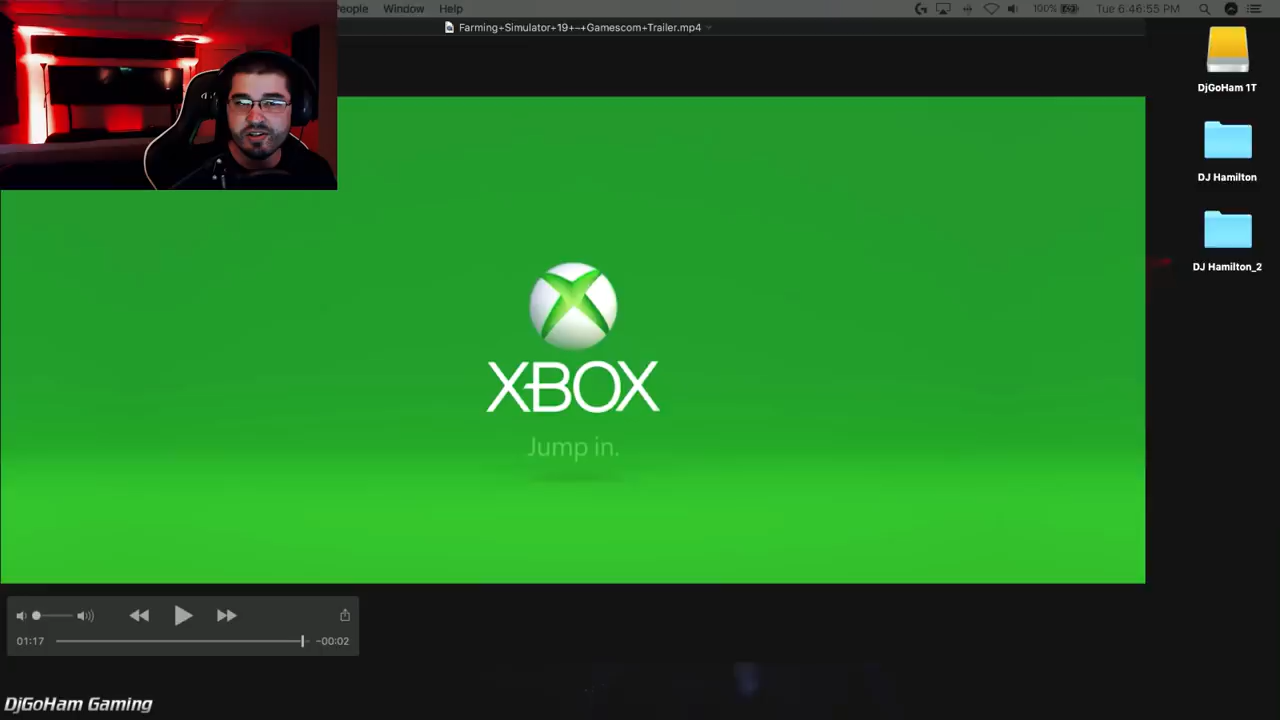 People Window Help
100%
Tue 6:46:55 PM
Farming+Simulator+19+–+Gamescom+Trailer.mp4
DjGoHam 1T
DJ Hamilton
DJ Hamilton_2
XBOX
Jump in.
01:17
−00:02
DjGoHam Gaming